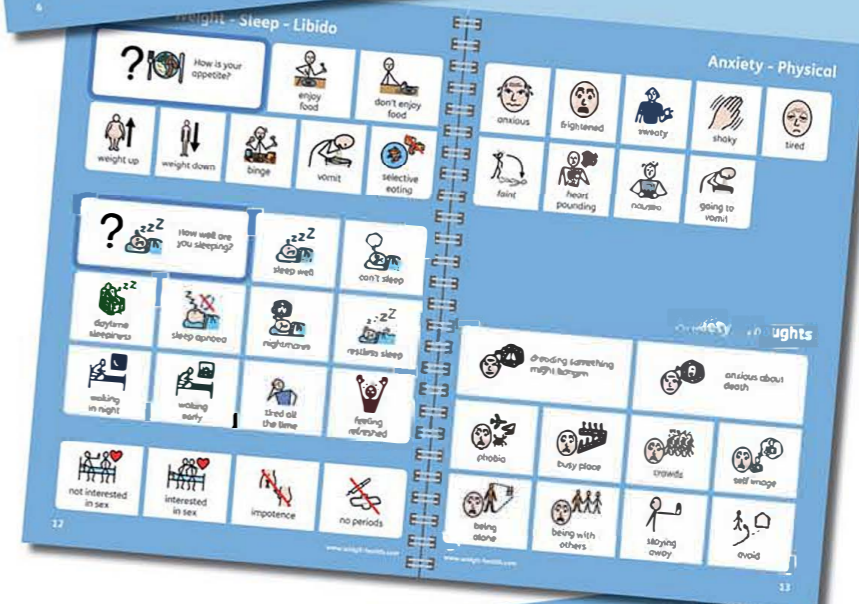 6
Weight - Sleep - Libido
How is your
appetite?
enjoy
food
don't enjoy
food
weight up
weight down
binge
vomit
selective
eating
How well are
you sleeping?
zzZ
sleep well
can't sleep
daytime
sleepiness
sleep apnoea
nightmares
restless sleep
waking
in night
waking
early
tired all
the time
feeling
refreshed
not interested
in sex
interested
in sex
impotence
no periods
12
Anxiety - Physical
anxious
frightened
sweaty
shaky
tired
faint
heart
pounding
nausea
going to
vomit
dreading something
might happen
anxious about
death
phobia
busy place
crowds
self image
being
alone
being with
others
staying
away
avoid
13